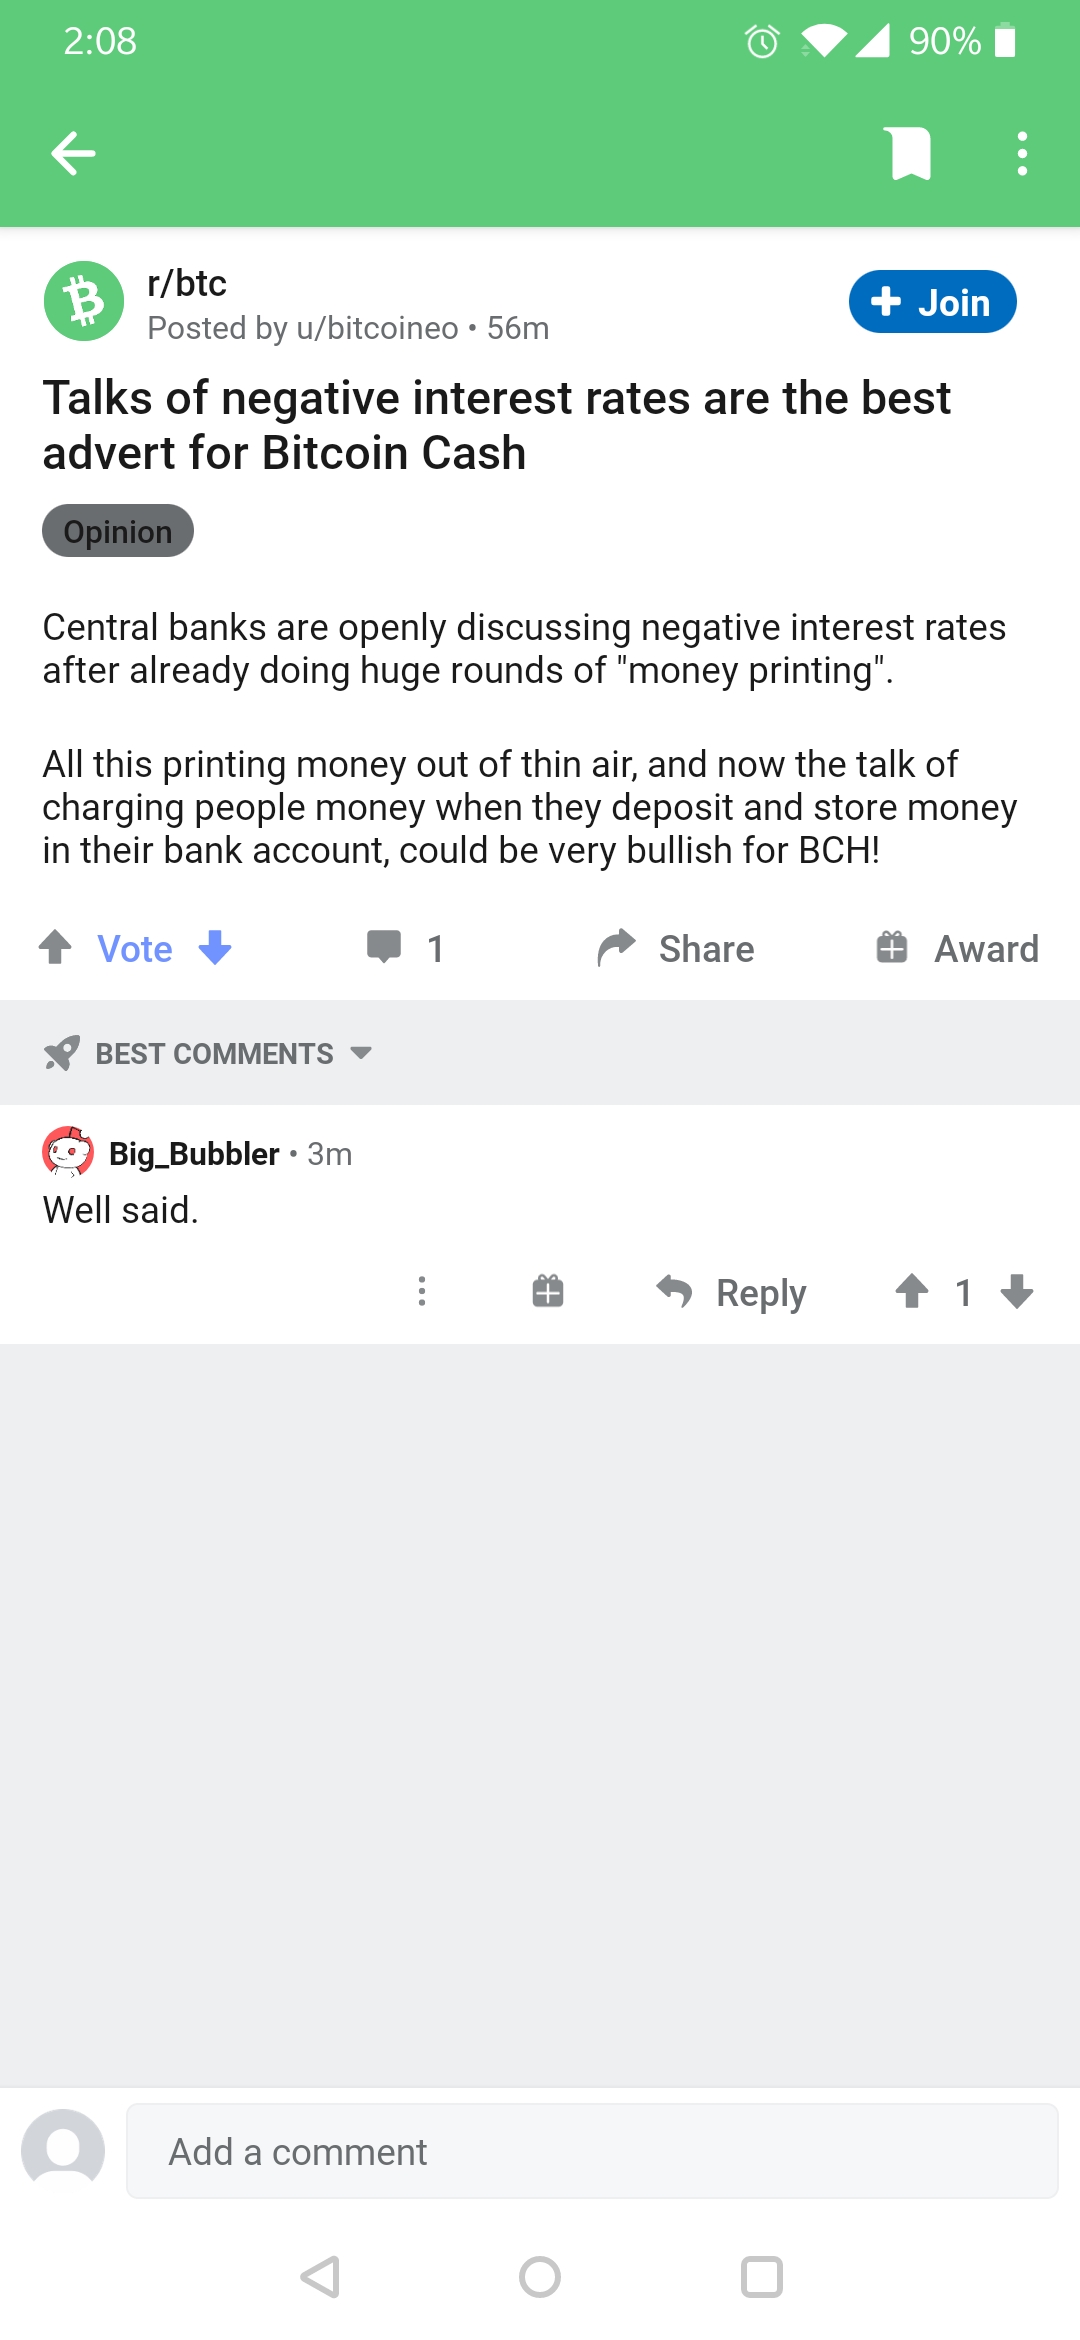 2:08
90%
r/btc
Posted by u/bitcoineo • 56m
Join
Talks of negative interest rates are the best
advert for Bitcoin Cash
Opinion
Central banks are openly discussing negative interest rates
after already doing huge rounds of "money printing".
All this printing money out of thin air, and now the talk of
charging people money when they deposit and store money
in their bank account, could be very bullish for BCH!
Vote
1
Share
Award
BEST COMMENTS
Big_Bubbler • 3m
Well said.
Reply
1
Add a comment